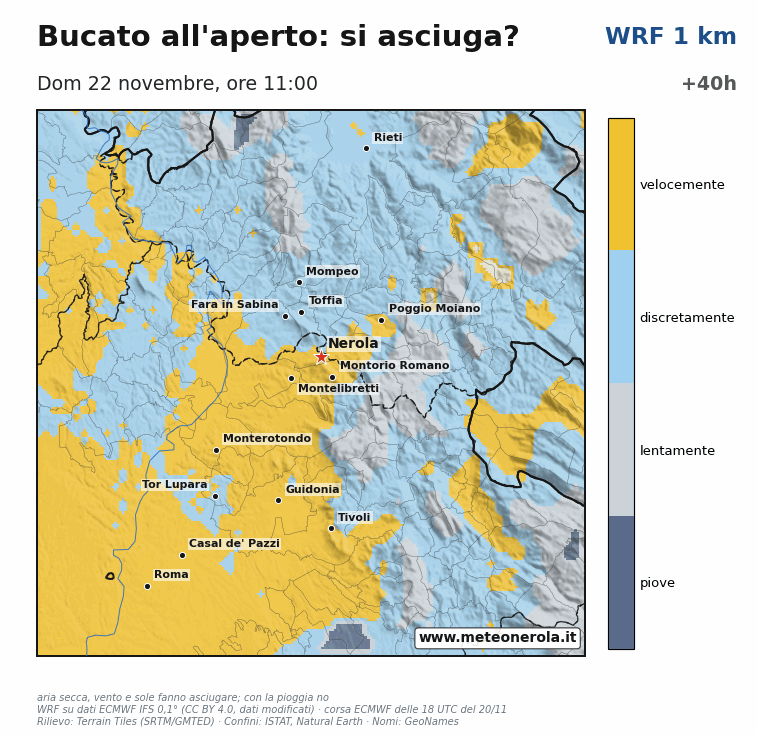 Bucato all'aperto: si asciuga?
WRF 1 km
Dom 22 novembre, ore 11:00
+40h
Rieti
velocemente
Mompeo
Fara in Sabina
Toffia
Poggio Moiano
discretamente
Nerola
Montorio Romano
Montelibretti
Monterotondo
lentamente
Tor Lupara
Guidonia
Tivoli
Casal de' Pazzi
Roma
piove
www.meteonerola.it
aria secca, vento e sole fanno asciugare; con la pioggia no
WRF su dati ECMWF IFS 0,1° (CC BY 4.0, dati modificati) · corsa ECMWF delle 18 UTC del 20/11
Rilievo: Terrain Tiles (SRTM/GMTED) · Confini: ISTAT, Natural Earth · Nomi: GeoNames